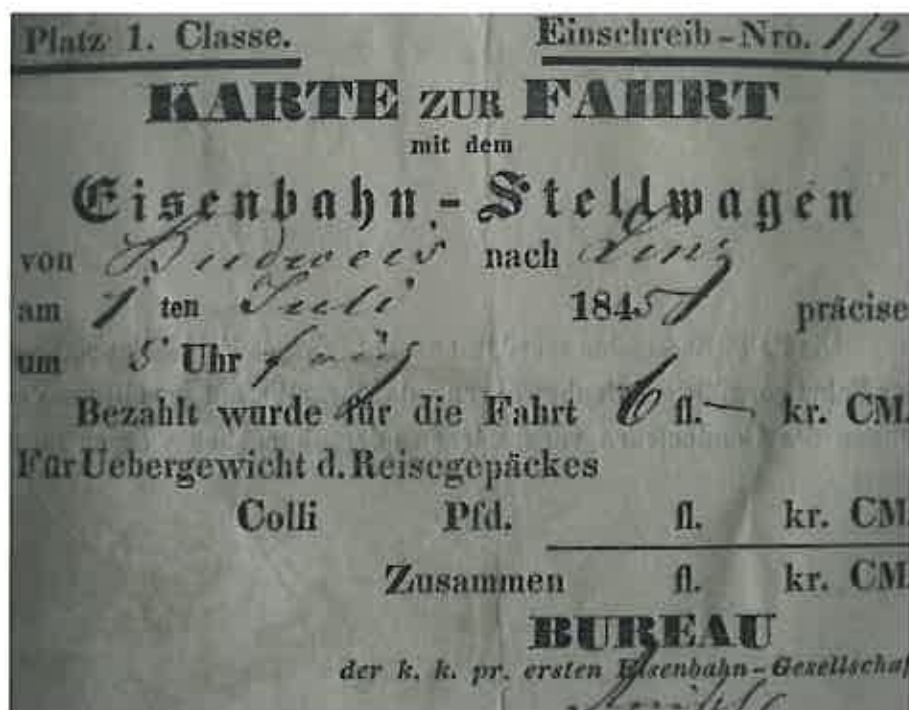 Platz 1. Classe. Einschreib-Nro. 1/2
KARTE ZUR FAHRT
mit dem
Eisenbahn-Stellwagen
von Budweis nach Linz
am 1 ten Juli 184 präcise
um 5 Uhr früh
Bezahlt wurde für die Fahrt 6 fl. — kr. CM.
Für Uebergewicht d. Reisegepäckes
Colli Pfd. fl. kr. CM.
Zusammen fl. kr. CM
BUREAU
der k. k. pr. ersten Eisenbahn-Gesellschaf